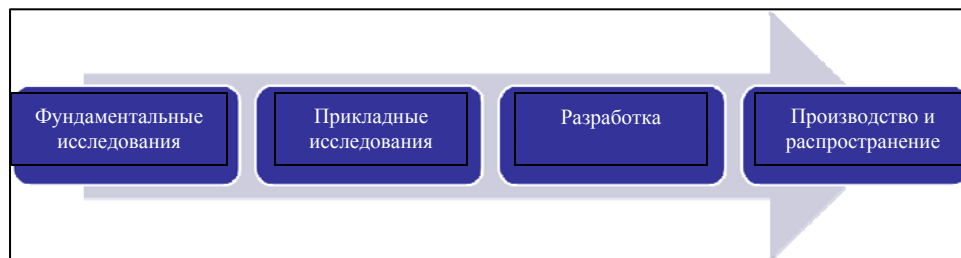 Фундаментальные
исследования
Прикладные
исследования
Разработка
Производство и
распространение